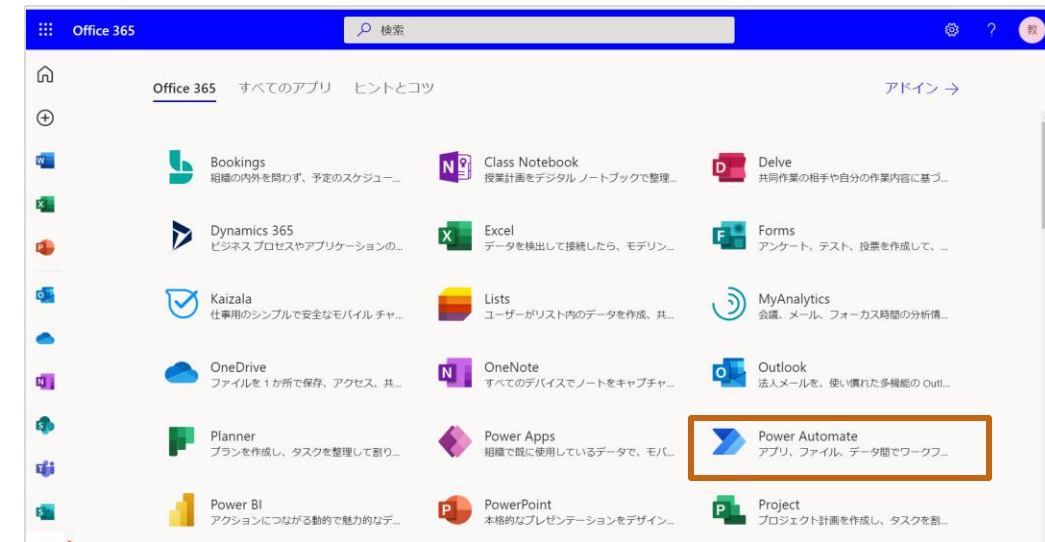 Office 365
検索
?
教
Office 365 すべてのアプリ ヒントとコツ アドイン →
Bookings
組織の内外を問わず、予定のスケジュー...
Class Notebook
授業計画をデジタル ノートブックで整理...
Delve
共同作業の相手や自分の作業内容に基づ...
Dynamics 365
ビジネス プロセスやアプリケーションの...
Excel
データを検出して接続したら、モデリン...
Forms
アンケート、テスト、投票を作成して、...
Kaizala
仕事用のシンプルで安全なモバイル チャ...
Lists
ユーザーがリスト内のデータを作成、共...
MyAnalytics
会議、メール、フォーカス時間の分析情...
OneDrive
ファイルを 1 か所で保存、アクセス、共...
OneNote
すべてのデバイスでノートをキャプチャ...
Outlook
法人メールを、使い慣れた多機能の Outl...
Planner
プランを作成し、タスクを整理して割り...
Power Apps
組織で既に使用しているデータで、モバ...
Power Automate
アプリ、ファイル、データ間でワークフ...
Power BI
アクションにつながる動的で魅力的なデ...
PowerPoint
本格的なプレゼンテーションをデザイン...
Project
プロジェクト計画を作成し、タスクを割...